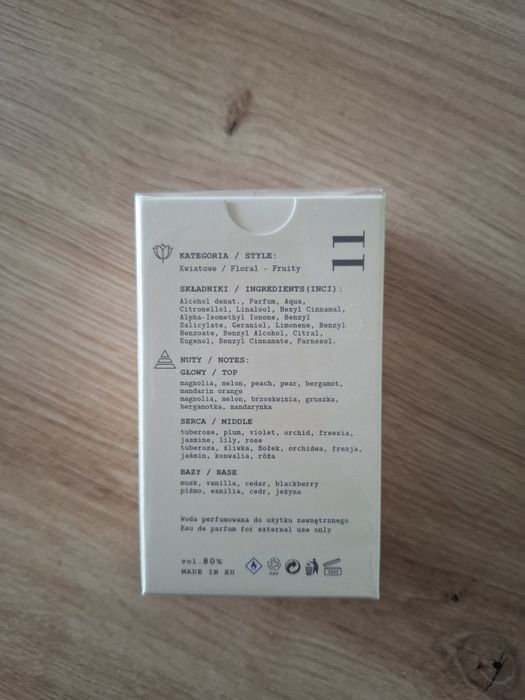 11
KATEGORIA / STYLE:
Kwiatowe / Floral - Fruity
SKŁADNIKI / INGREDIENTS(INCI):
Alcohol denat., Parfum, Aqua,
Citronellol, Linalool, Hexyl Cinnamal,
Alpha-Isomethyl Ionone, Benzyl
Salicylate, Geraniol, Limonene, Benzyl
Benzoate, Benzyl Alcohol, Citral,
Eugenol, Benzyl Cinnamate, Farnesol.
NUTY / NOTES:
GŁOWY / TOP
magnolia, melon, peach, pear, bergamot,
mandarin orange
magnolia, melon, brzoskwinia, gruszka,
bergamotka, mandarynka
SERCA / MIDDLE
tuberose, plum, violet, orchid, freesia,
jasmine, lily, rose
tuberoza, śliwka, fiołek, orchidea, frezja,
jaśmin, konwalia, róża
BAZY / BASE
musk, vanilla, cedar, blackberry
piżmo, wanilia, cedr, jeżyna
Woda perfumowana do użytku zewnętrznego
Eau de parfum for external use only
vol.80%
MADE IN EU
PAP